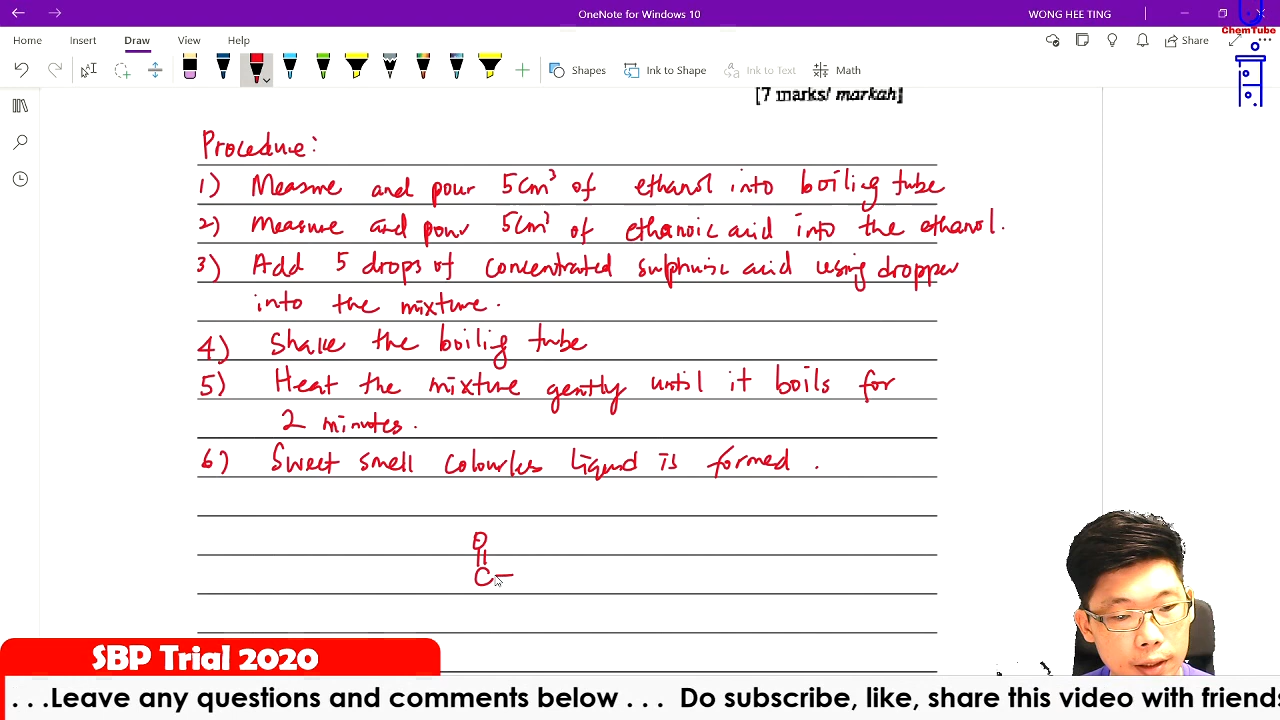 OneNote for Windows 10
WONG HEE TING
ChemTube
Home Insert Draw View Help
Share
Shapes Ink to Shape Ink to Text Math
[7 marks/ markah]
Procedure:
1) Measure and pour 5cm³ of ethanol into boiling tube
2) Measure and pour 5cm³ of ethanoic acid into the ethanol.
3) Add 5 drops of concentrated sulphuric acid using dropper
into the mixture.
4) Shake the boiling tube
5) Heat the mixture gently until it boils for
2 minutes.
6) Sweet smell colourless liquid is formed.
O
||
C–
SBP Trial 2020
. . .Leave any questions and comments below . . . Do subscribe, like, share this video with friends